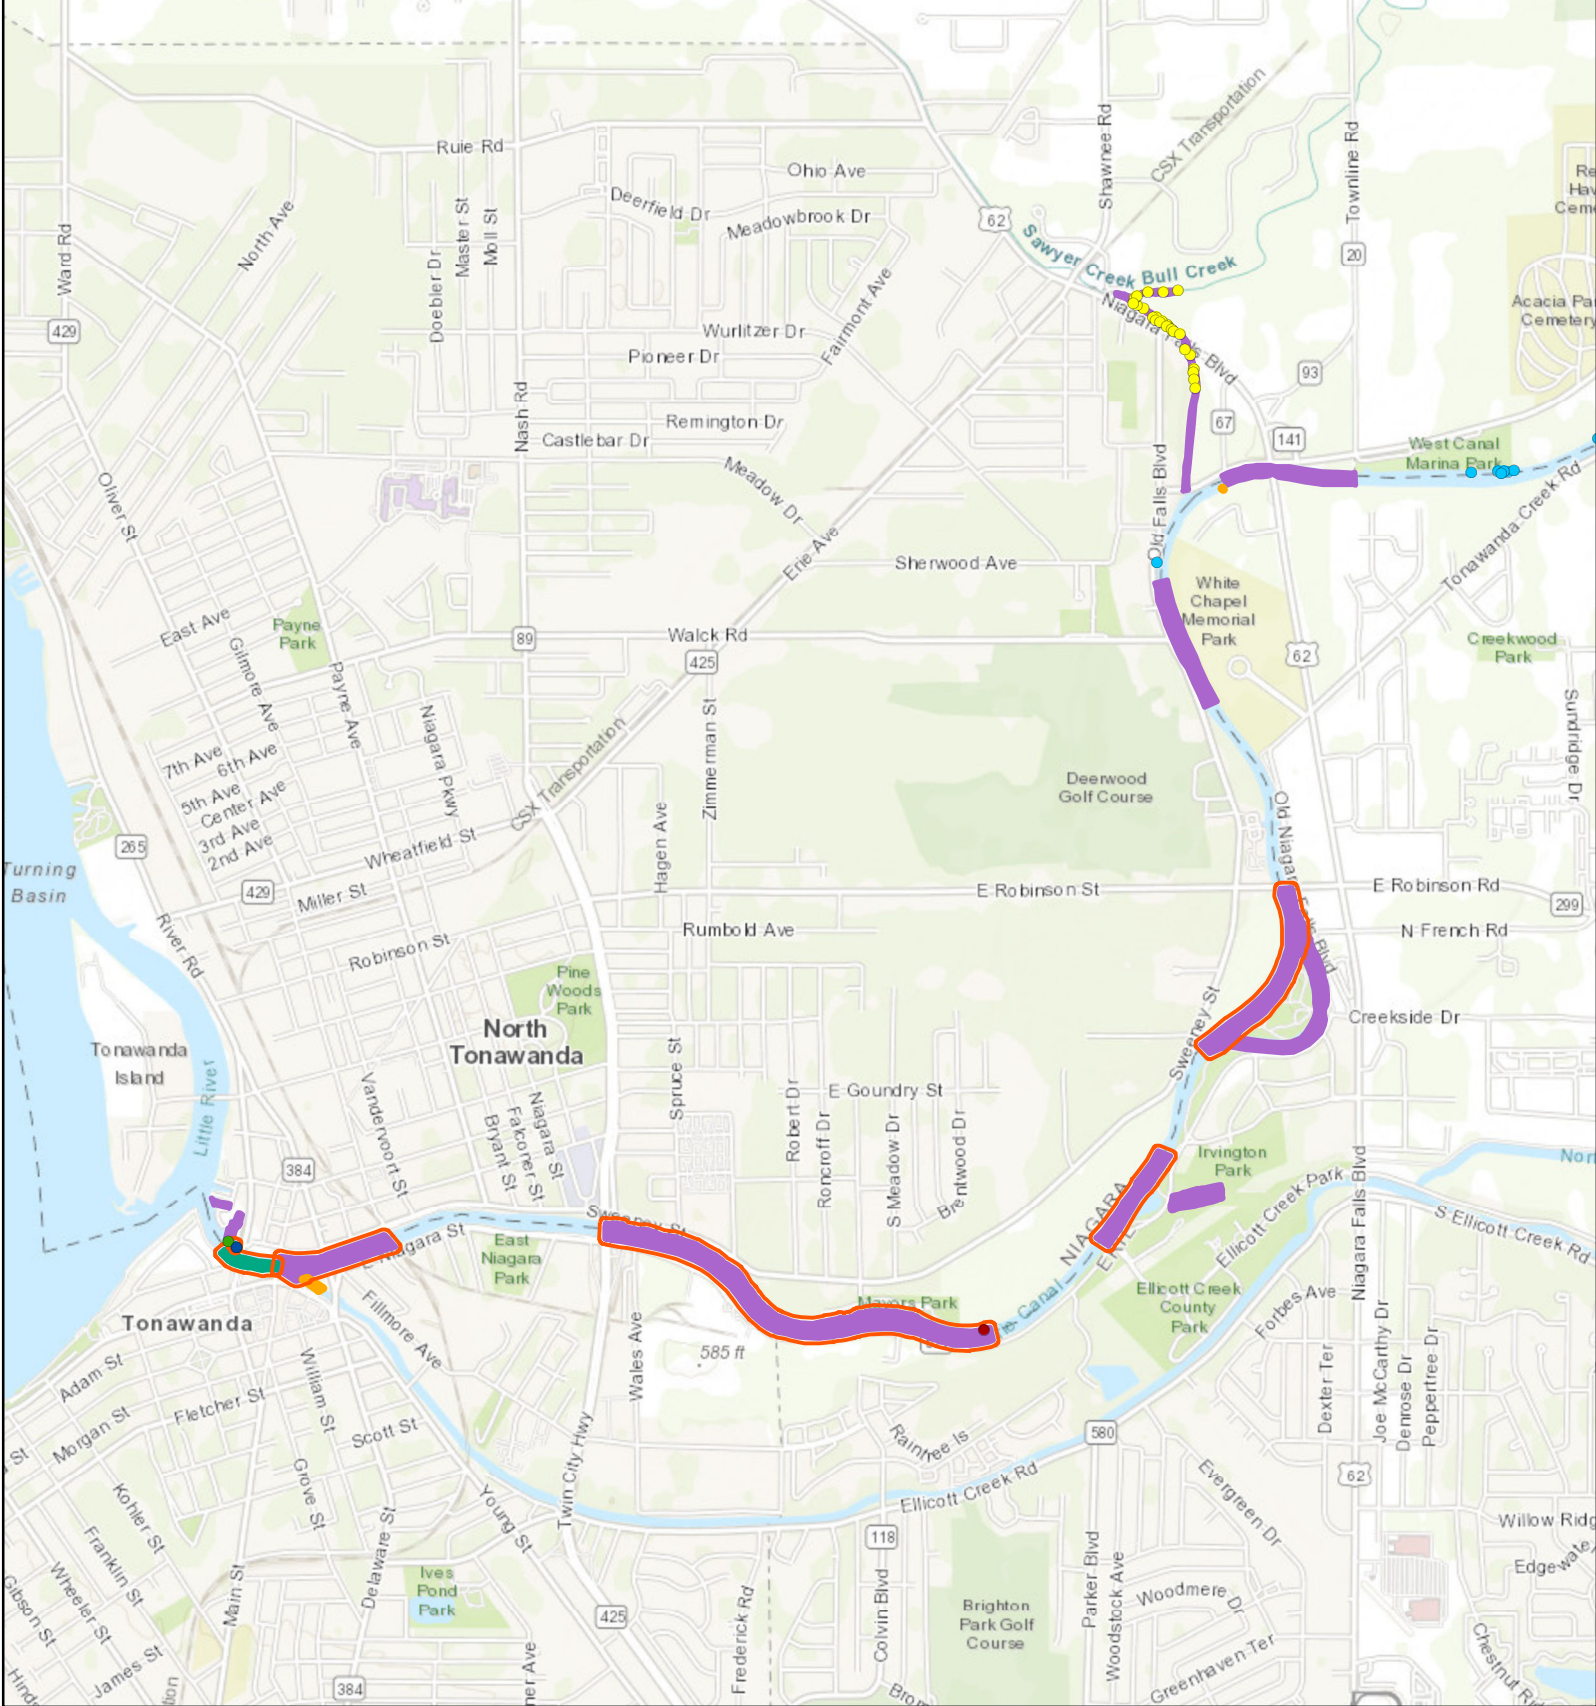 Ruie Rd
Ohio Ave
Deerfield Dr
Meadowbrook Dr
62
Shawnee Rd
CSX Transportation
Townline Rd
20
Ward Rd
North Ave
Master St
Moll St
Doebler Dr
Sawyer Creek
Bull Creek
Niagara Falls Blvd
429
Wurlitzer Dr
Pioneer Dr
Fairmont Ave
93
Acacia Pa
Cemetery
Re
Hav
Cem
Nash Rd
Remington Dr
Castlebar Dr
67
141
West Canal
Marina Park
Oliver St
Meadow Dr
Erie Ave
Old Falls Blvd
Tonawanda Creek Rd
Sherwood Ave
White
Chapel
Memorial
Park
East Ave
Payne
Park
89
Walck Rd
425
62
Creekwood
Park
Gilmore Ave
Payne Ave
Niagara Pkwy
Zimmerman St
Sundridge Dr
7th Ave
6th Ave
5th Ave
Center Ave
3rd Ave
2nd Ave
CSX Transportation
Deerwood
Golf Course
265
Wheatfield St
Hagen Ave
Turning
Basin
429
Miller St
E Robinson St
E Robinson Rd
299
River Rd
Robinson St
Rumbold Ave
N French Rd
Pine
Woods
Park
North
Tonawanda
Sweeney St
Creekside Dr
Tonawanda
Island
Little River
Vandervoort St
Niagara St
Falconer St
Bryant St
Spruce St
Robert Dr
Roncroff Dr
E Goundry St
S Meadow Dr
Brentwood Dr
384
Irvington
Park
NIAGARA
Niagara Falls Blvd
Ellicott Creek Park
S Ellicott Creek Rd
East
Niagara
Park
Mayors Park
Ellicott Creek
County
Park
Forbes Ave
Tonawanda
Fillmore Ave
Wales Ave
585 ft
Adam St
William St
Fletcher St
Morgan St
Scott St
Twin City Hwy
Raintree Is
580
Dexter Ter
Joe McCarthy Dr
Denrose Dr
Peppertree Dr
62
Kohler St
Grove St
Young St
Ellicott Creek Rd
Evergreen Dr
118
Willow Ridg
Edgewate
Franklin St
Wheeler St
Gibson St
Main St
Delaware St
Ives
Pond
Park
425
Frederick Rd
Colvin Blvd
Brighton
Park Golf
Course
Parker Blvd
Woodstock Ave
Woodmere Dr
Greenhaven Ter
James St
384